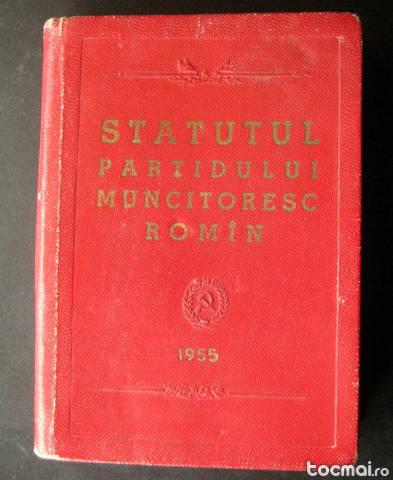 STATUTUL
PARTIDULUI
MUNCITORESC
ROMÎN
1955
tocmai.ro